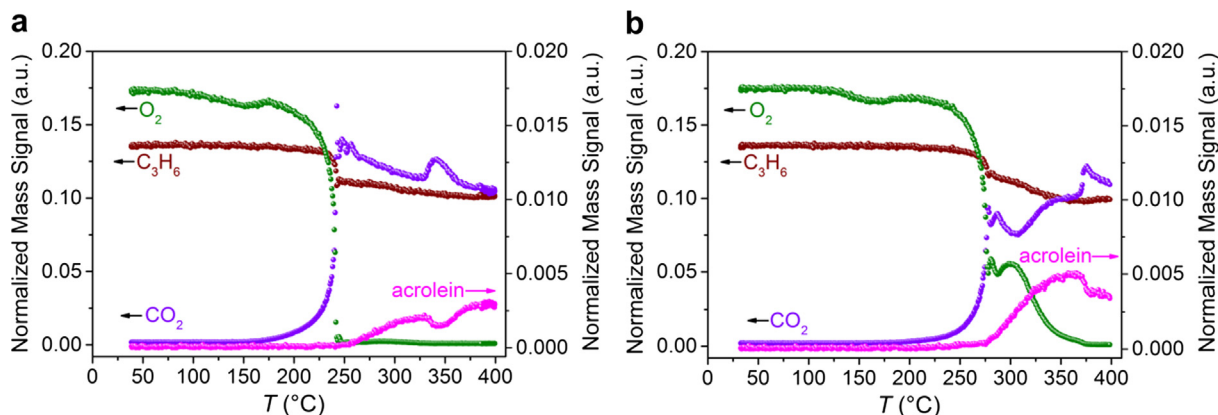 a
Normalized Mass Signal (a.u.)
0.20
0.15
0.10
0.05
0.00
O2
C3H6
CO2
acrolein
0.020
0.015
0.010
0.005
0.000
Normalized Mass Signal (a.u.)
0 50 100 150 200 250 300 350 400
T (°C)
b
Normalized Mass Signal (a.u.)
0.20
0.15
0.10
0.05
0.00
O2
C3H6
CO2
acrolein
0.020
0.015
0.010
0.005
0.000
Normalized Mass Signal (a.u.)
0 50 100 150 200 250 300 350 400
T (°C)